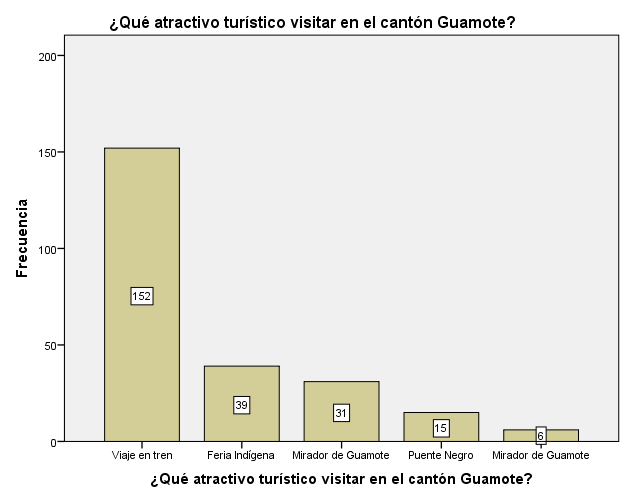 ¿Qué atractivo turístico visitar en el cantón Guamote?
Frecuencia
200
150
100
50
0
152
39
31
15
6
Viaje en tren
Feria Indígena
Mirador de Guamote
Puente Negro
Mirador de Guamote
¿Qué atractivo turístico visitar en el cantón Guamote?